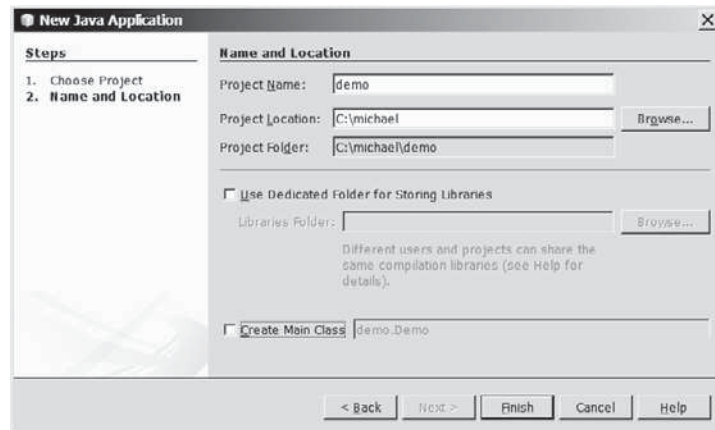 New Java Application
Steps
1. Choose Project
2. Name and Location
Name and Location
Project Name: demo
Project Location: C:\michael Browse...
Project Folder: C:\michael\demo
Use Dedicated Folder for Storing Libraries
Libraries Folder: Browse...
Different users and projects can share the
same compilation libraries (see Help for
details).
Create Main Class demo.Demo
< Back Next > Finish Cancel Help